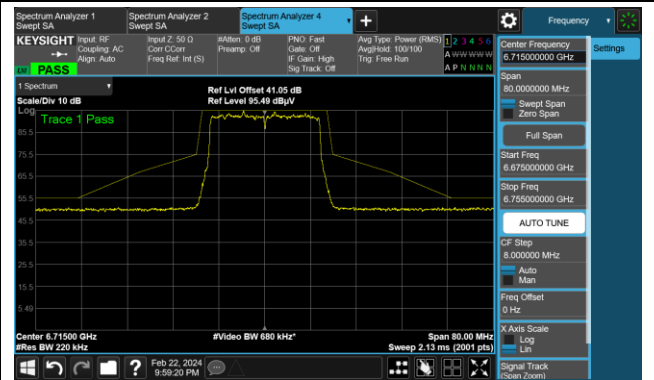 Spectrum Analyzer 1
Swept SA
Spectrum Analyzer 2
Swept SA
Spectrum Analyzer 4
Swept SA
+
Frequency
KEYSIGHT
PASS
Input: RF
Coupling: AC
Align: Auto
Input Z: 50 Ω
Corr CCorr
Freq Ref: Int (S)
#Atten: 0 dB
Preamp: Off
PNO: Fast
Gate: Off
IF Gain: High
Sig Track: Off
Avg Type: Power (RMS)
Avg|Hold: 100/100
Trig: Free Run
1 2 3 4 5 6
A W W W W W
A P N N N N
1 Spectrum
Scale/Div 10 dB
Ref Lvl Offset 41.05 dB
Ref Level 95.49 dBµV
Log
Trace 1 Pass
85.5
75.5
65.5
55.5
45.5
35.5
25.5
15.5
5.49
Center 6.71500 GHz
#Res BW 220 kHz
#Video BW 680 kHz*
Span 80.00 MHz
Sweep 2.13 ms (2001 pts)
Feb 22, 2024
9:59:20 PM
?
Center Frequency
6.715000000 GHz
Span
80.0000000 MHz
Swept Span
Zero Span
Full Span
Start Freq
6.675000000 GHz
Stop Freq
6.755000000 GHz
AUTO TUNE
CF Step
8.000000 MHz
Auto
Man
Freq Offset
0 Hz
X Axis Scale
Log
Lin
Signal Track
(Span Zoom)
Settings